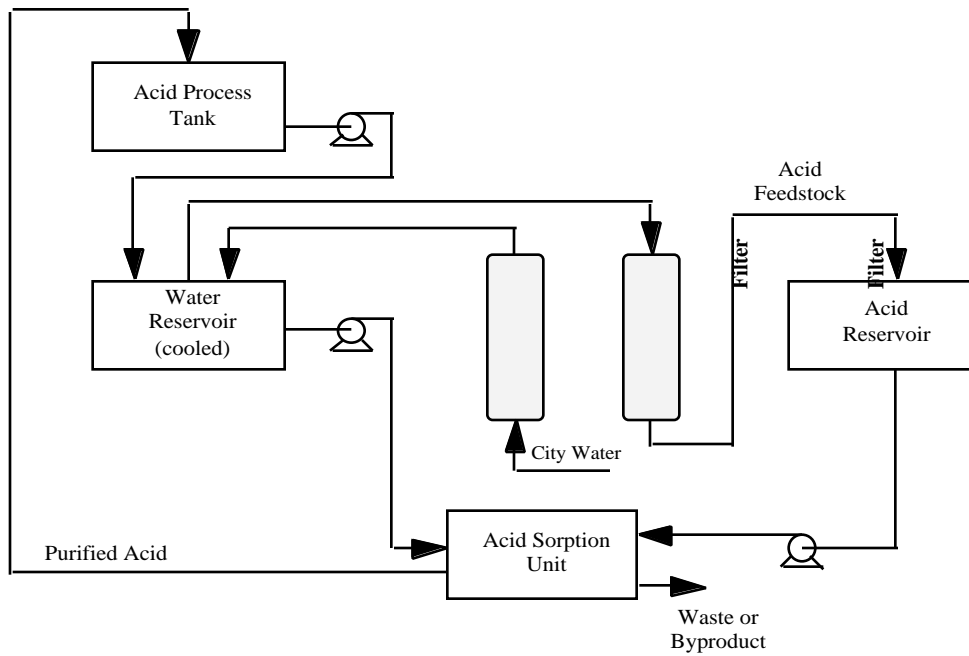 Acid Process
Tank
Acid
Feedstock
Filter
Filter
Water
Reservoir
(cooled)
Acid
Reservoir
City Water
Purified Acid
Acid Sorption
Unit
Waste or
Byproduct